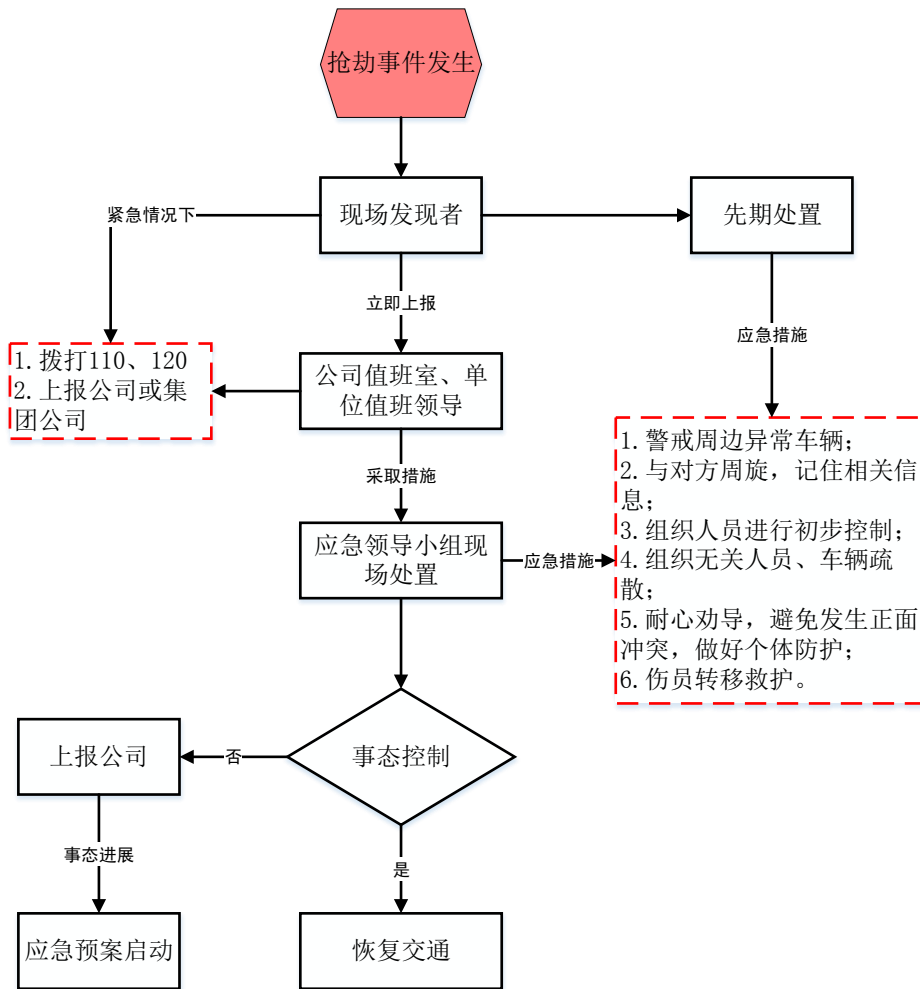 抢劫事件发生
现场发现者
先期处置
紧急情况下
立即上报
应急措施
1.拨打110、120
2.上报公司或集
团公司
公司值班室、单
位值班领导
采取措施
1.警戒周边异常车辆;
2.与对方周旋，记住相关信
息;
3.组织人员进行初步控制;
4.组织无关人员、车辆疏
散;
5.耐心劝导，避免发生正面
冲突，做好个体防护;
6.伤员转移救护。
应急领导小组现
场处置
应急措施
上报公司
否
事态控制
事态进展
是
应急预案启动
恢复交通